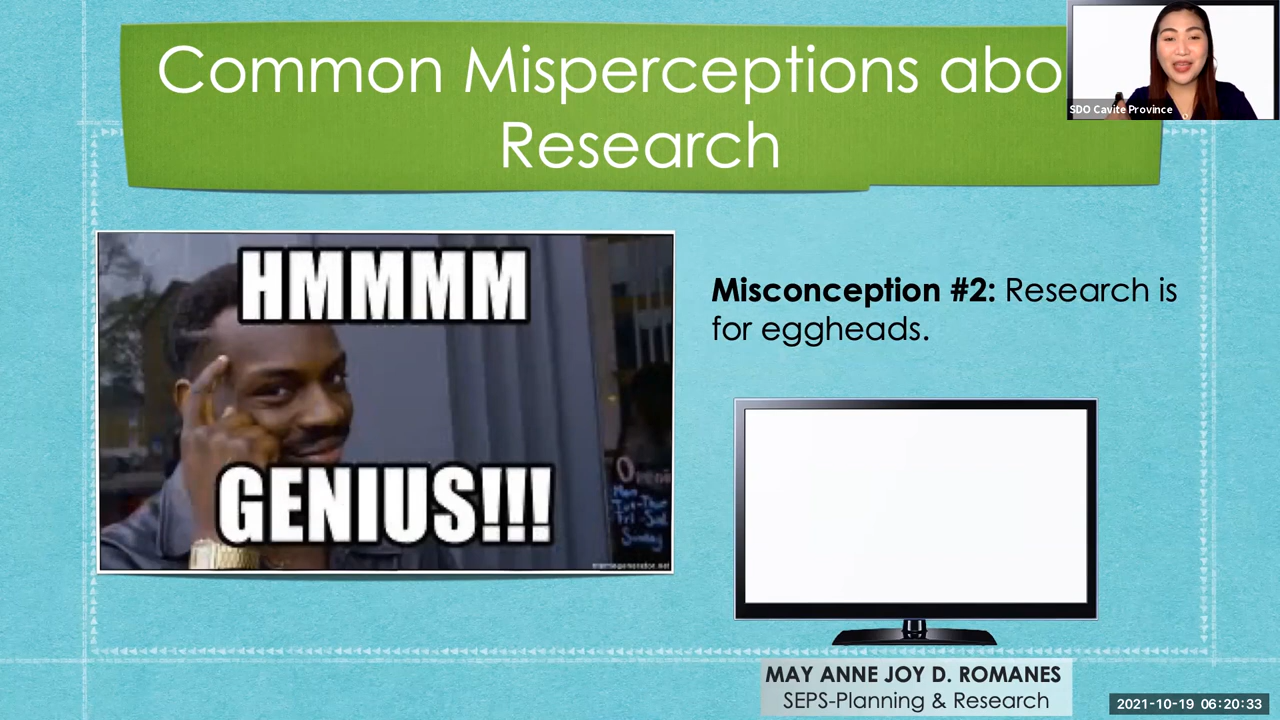 Common Misperceptions abo
Research
SDO Cavite Province
HMMMM
GENIUS!!!
Misconception #2: Research is
for eggheads.
MAY ANNE JOY D. ROMANES
SEPS-Planning & Research
2021-10-19 06:20:33